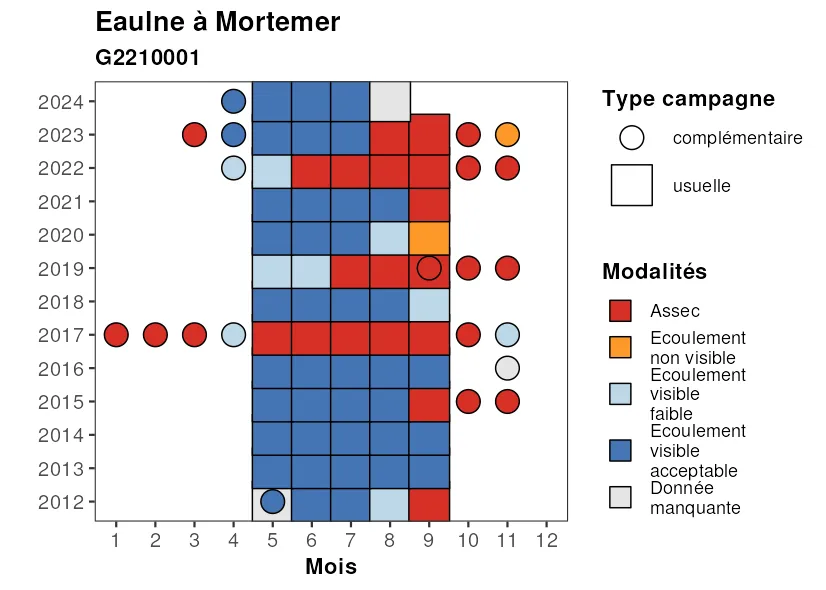 Eaulne à Mortemer
G2210001
2024
2023
2022
2021
2020
2019
2018
2017
2016
2015
2014
2013
2012
1 2 3 4 5 6 7 8 9 10 11 12
Mois
Type campagne
complémentaire
usuelle
Modalités
Assec
Ecoulement
non visible
Ecoulement
visible
faible
Ecoulement
visible
acceptable
Donnée
manquante